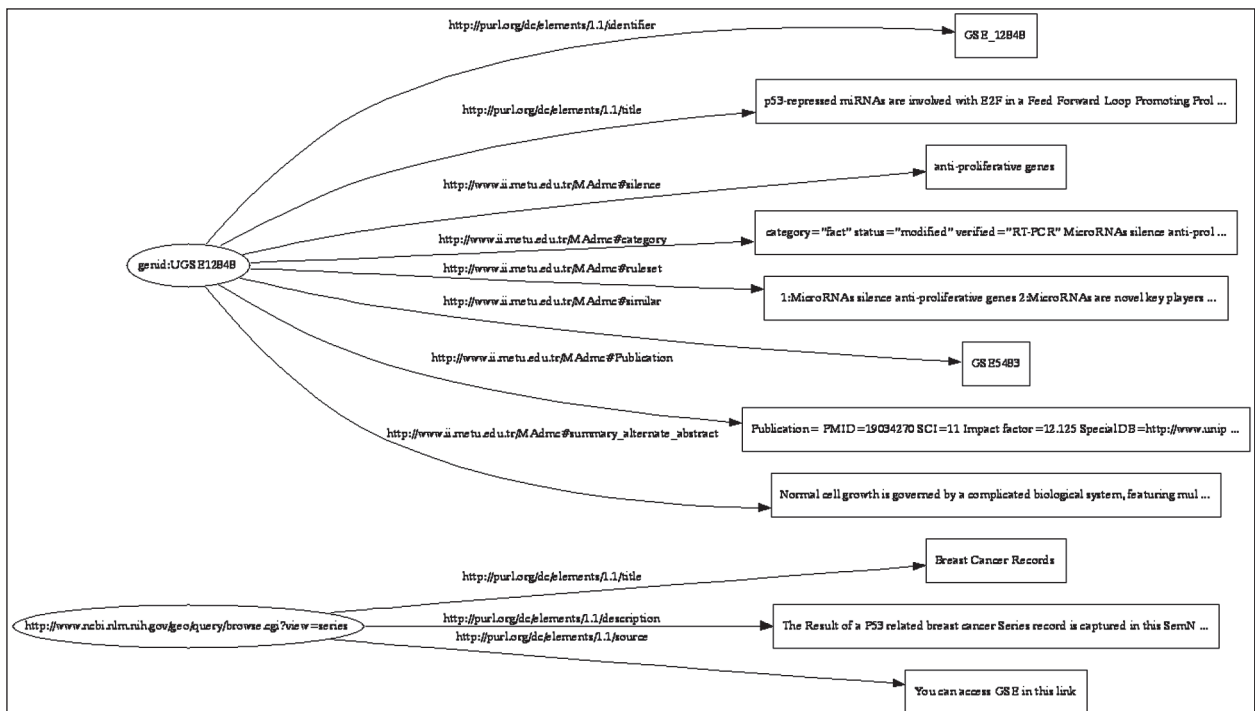 http://purl.org/dc/elements/1.1/identifier
GSE_12848
http://purl.org/dc/elements/1.1/title
p53-repressed miRNAs are involved with E2F in a Feed Forward Loop Promoting Prol ...
http://www.ii.metu.edu.tr/MAdmc#silence
anti-proliferative genes
http://www.ii.metu.edu.tr/MAdmc#category
category="fact" status="modified" verified="RT-PCR" MicroRNAs silence anti-prol ...
genid:UGSE12848
http://www.ii.metu.edu.tr/MAdmc#ruleset
1:MicroRNAs silence anti-proliferative genes 2:MicroRNAs are novel key players ...
http://www.ii.metu.edu.tr/MAdmc#similar
GSE5483
http://www.ii.metu.edu.tr/MAdmc#Publication
Publication= PMID=19034270 SCI=11 Impact factor=12.125 SpecialDB=http://www.unip ...
http://www.ii.metu.edu.tr/MAdmc#summary_alternate_abstract
Normal cell growth is governed by a complicated biological system, featuring mul ...
http://purl.org/dc/elements/1.1/title
Breast Cancer Records
http://www.ncbi.nlm.nih.gov/geo/query/browse.cgi?view=series
http://purl.org/dc/elements/1.1/description
The Result of a P53 related breast cancer Series record is captured in this SemN ...
http://purl.org/dc/elements/1.1/source
You can access GSE in this link